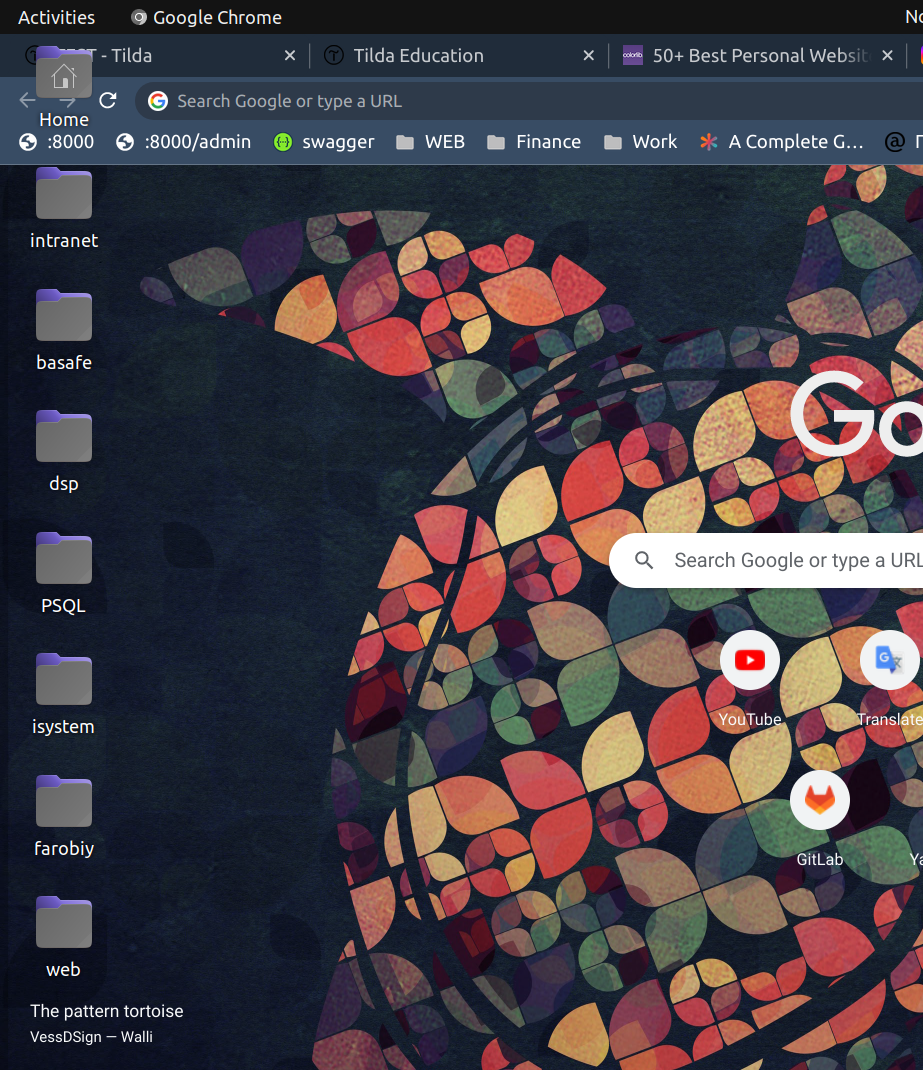 Activities Google Chrome No
T - Tilda Tilda Education colorlib 50+ Best Personal Websit
Search Google or type a URL
Home
:8000 :8000/admin swagger WEB Finance Work A Complete G…
intranet
basafe
Go
dsp
Search Google or type a URL
PSQL
YouTube Translate
isystem
farobiy GitLab Ya
web
The pattern tortoise
VessDSign — Walli